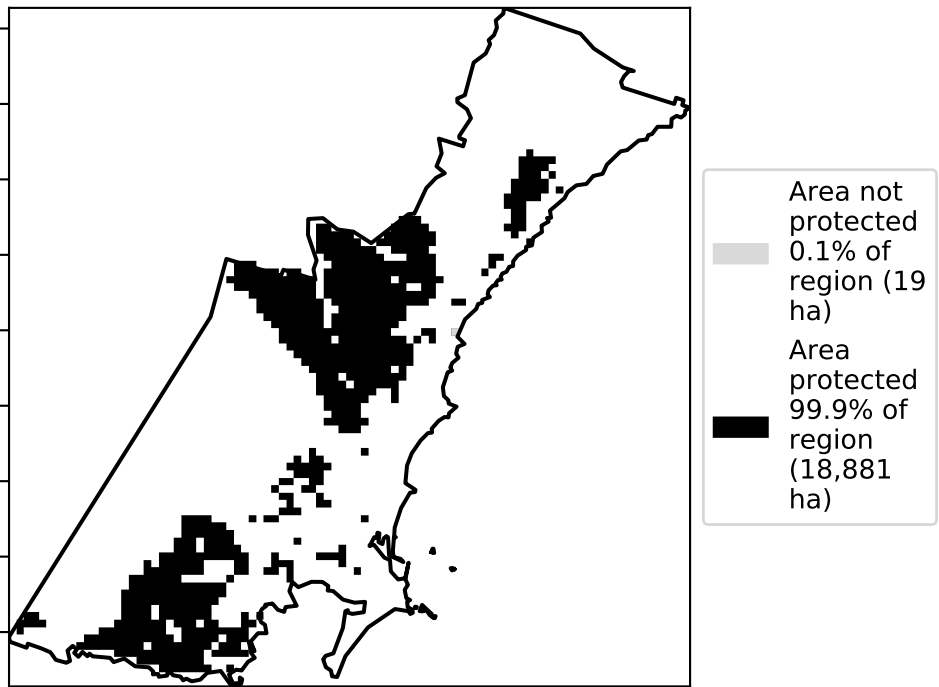 Area not
protected
0.1% of
region (19
ha)
Area
protected
99.9% of
region
(18,881
ha)